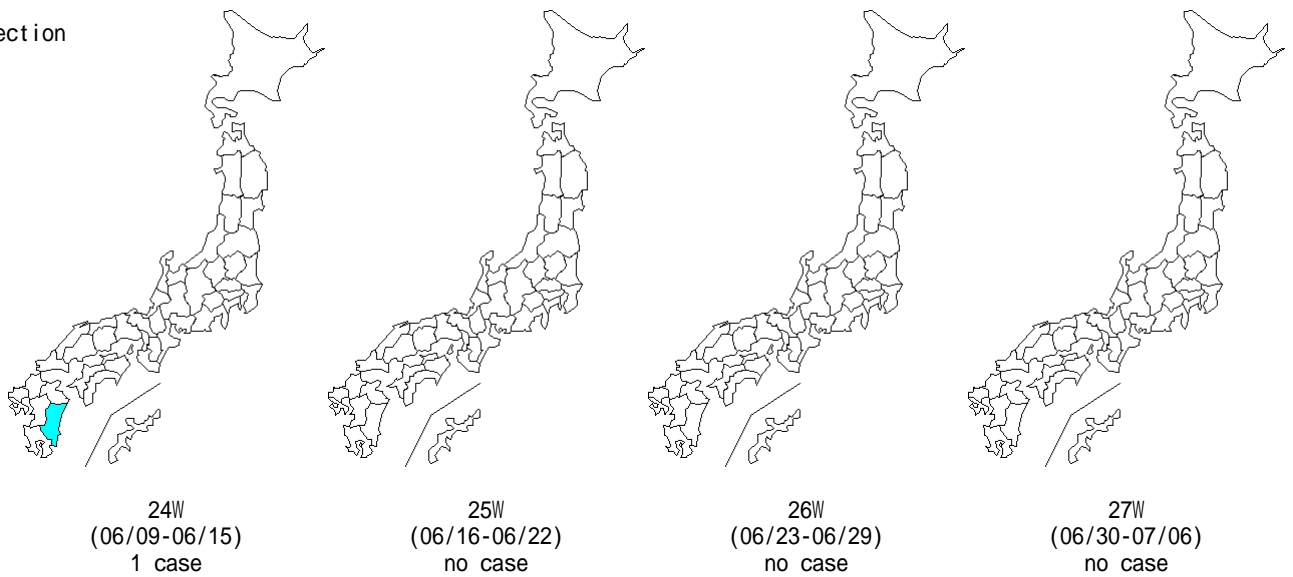 ection
24W
(06/09-06/15)
1 case
25W
(06/16-06/22)
no case
26W
(06/23-06/29)
no case
27W
(06/30-07/06)
no case